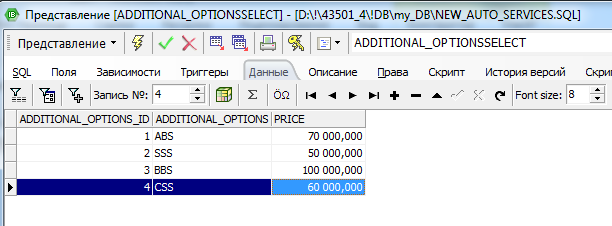 Представление [ADDITIONAL_OPTIONSSELECT] - [D:\!\43501_4\!DB\my_DB\NEW_AUTO_SERVICES.SQL]
Представление ADDITIONAL_OPTIONSSELECT
SQL Поля Зависимости Триггеры Данные Описание Права Скрипт История версий Скри
Запись №: 4 Σ ÖΩ Font size: 8
ADDITIONAL_OPTIONS_ID ADDITIONAL_OPTIONS PRICE
1 ABS 70 000,000
2 SSS 50 000,000
3 BBS 100 000,000
4 CSS 60 000,000